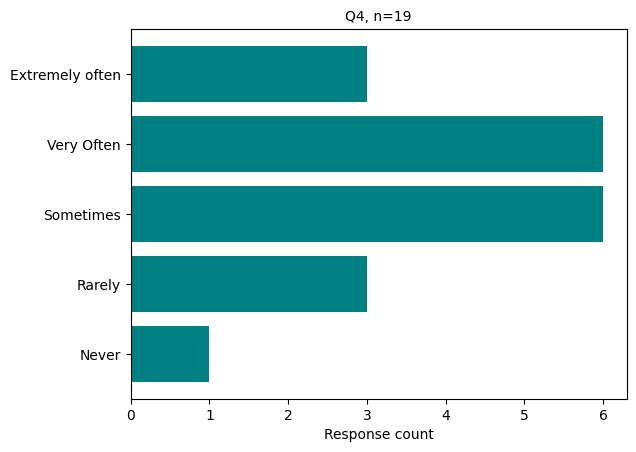 Q4, n=19
Extremely often
Very Often
Sometimes
Rarely
Never
0 1 2 3 4 5 6
Response count